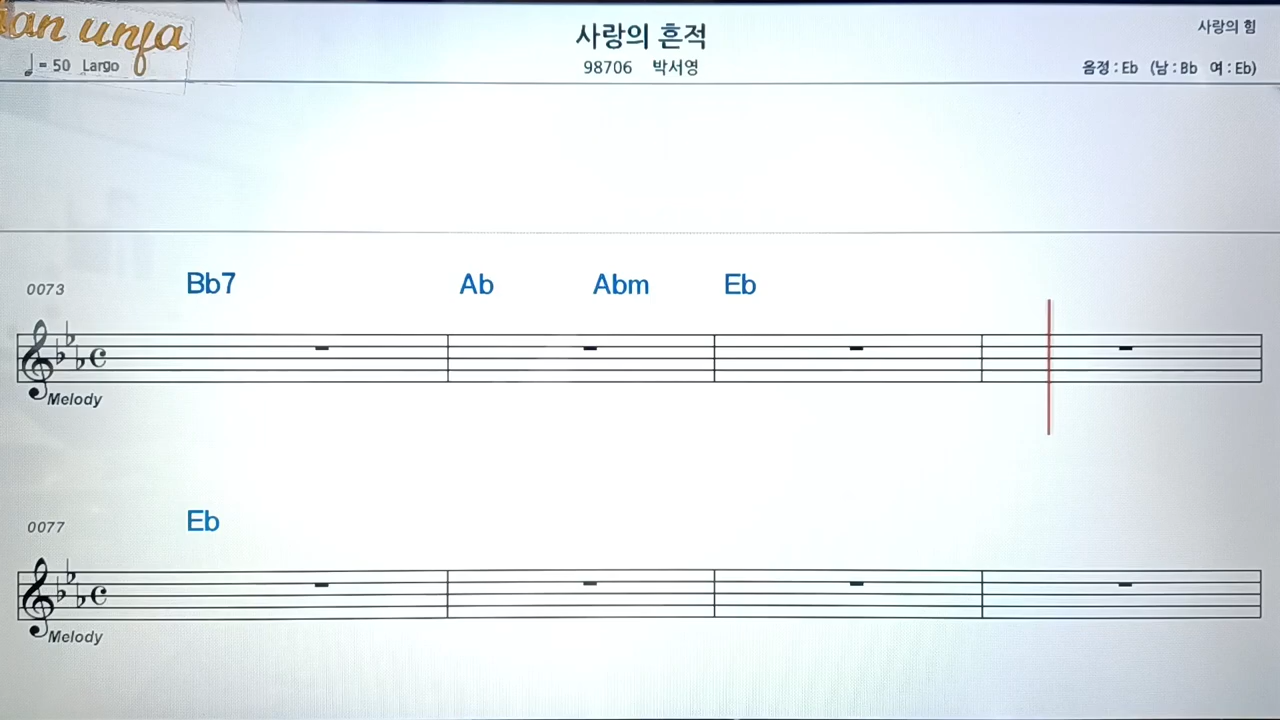 an unja
사랑의 흔적
사랑의 힘
♩= 50 Largo
98706 박서영
음정 : Eb (남 : Bb 여 : Eb)
0073
Bb7 Ab Abm Eb
Melody
0077
Eb
Melody